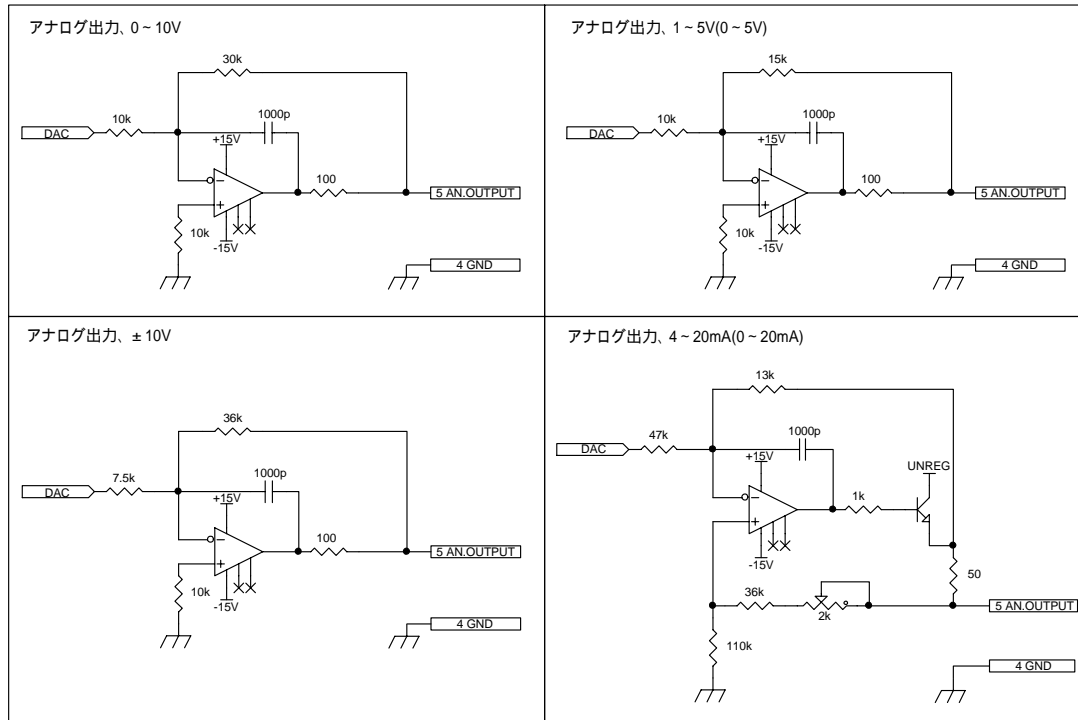 アナログ出力、0~10V
30k
DAC
10k
1000p
+15V
100
5 AN.OUTPUT
10k
-15V
4 GND
アナログ出力、1~5V(0~5V)
15k
DAC
10k
1000p
+15V
100
5 AN.OUTPUT
10k
-15V
4 GND
アナログ出力、±10V
36k
DAC
7.5k
1000p
+15V
100
5 AN.OUTPUT
10k
-15V
4 GND
アナログ出力、4~20mA(0~20mA)
13k
DAC
47k
1000p
+15V
UNREG
1k
-15V
50
36k
2k
5 AN.OUTPUT
110k
4 GND